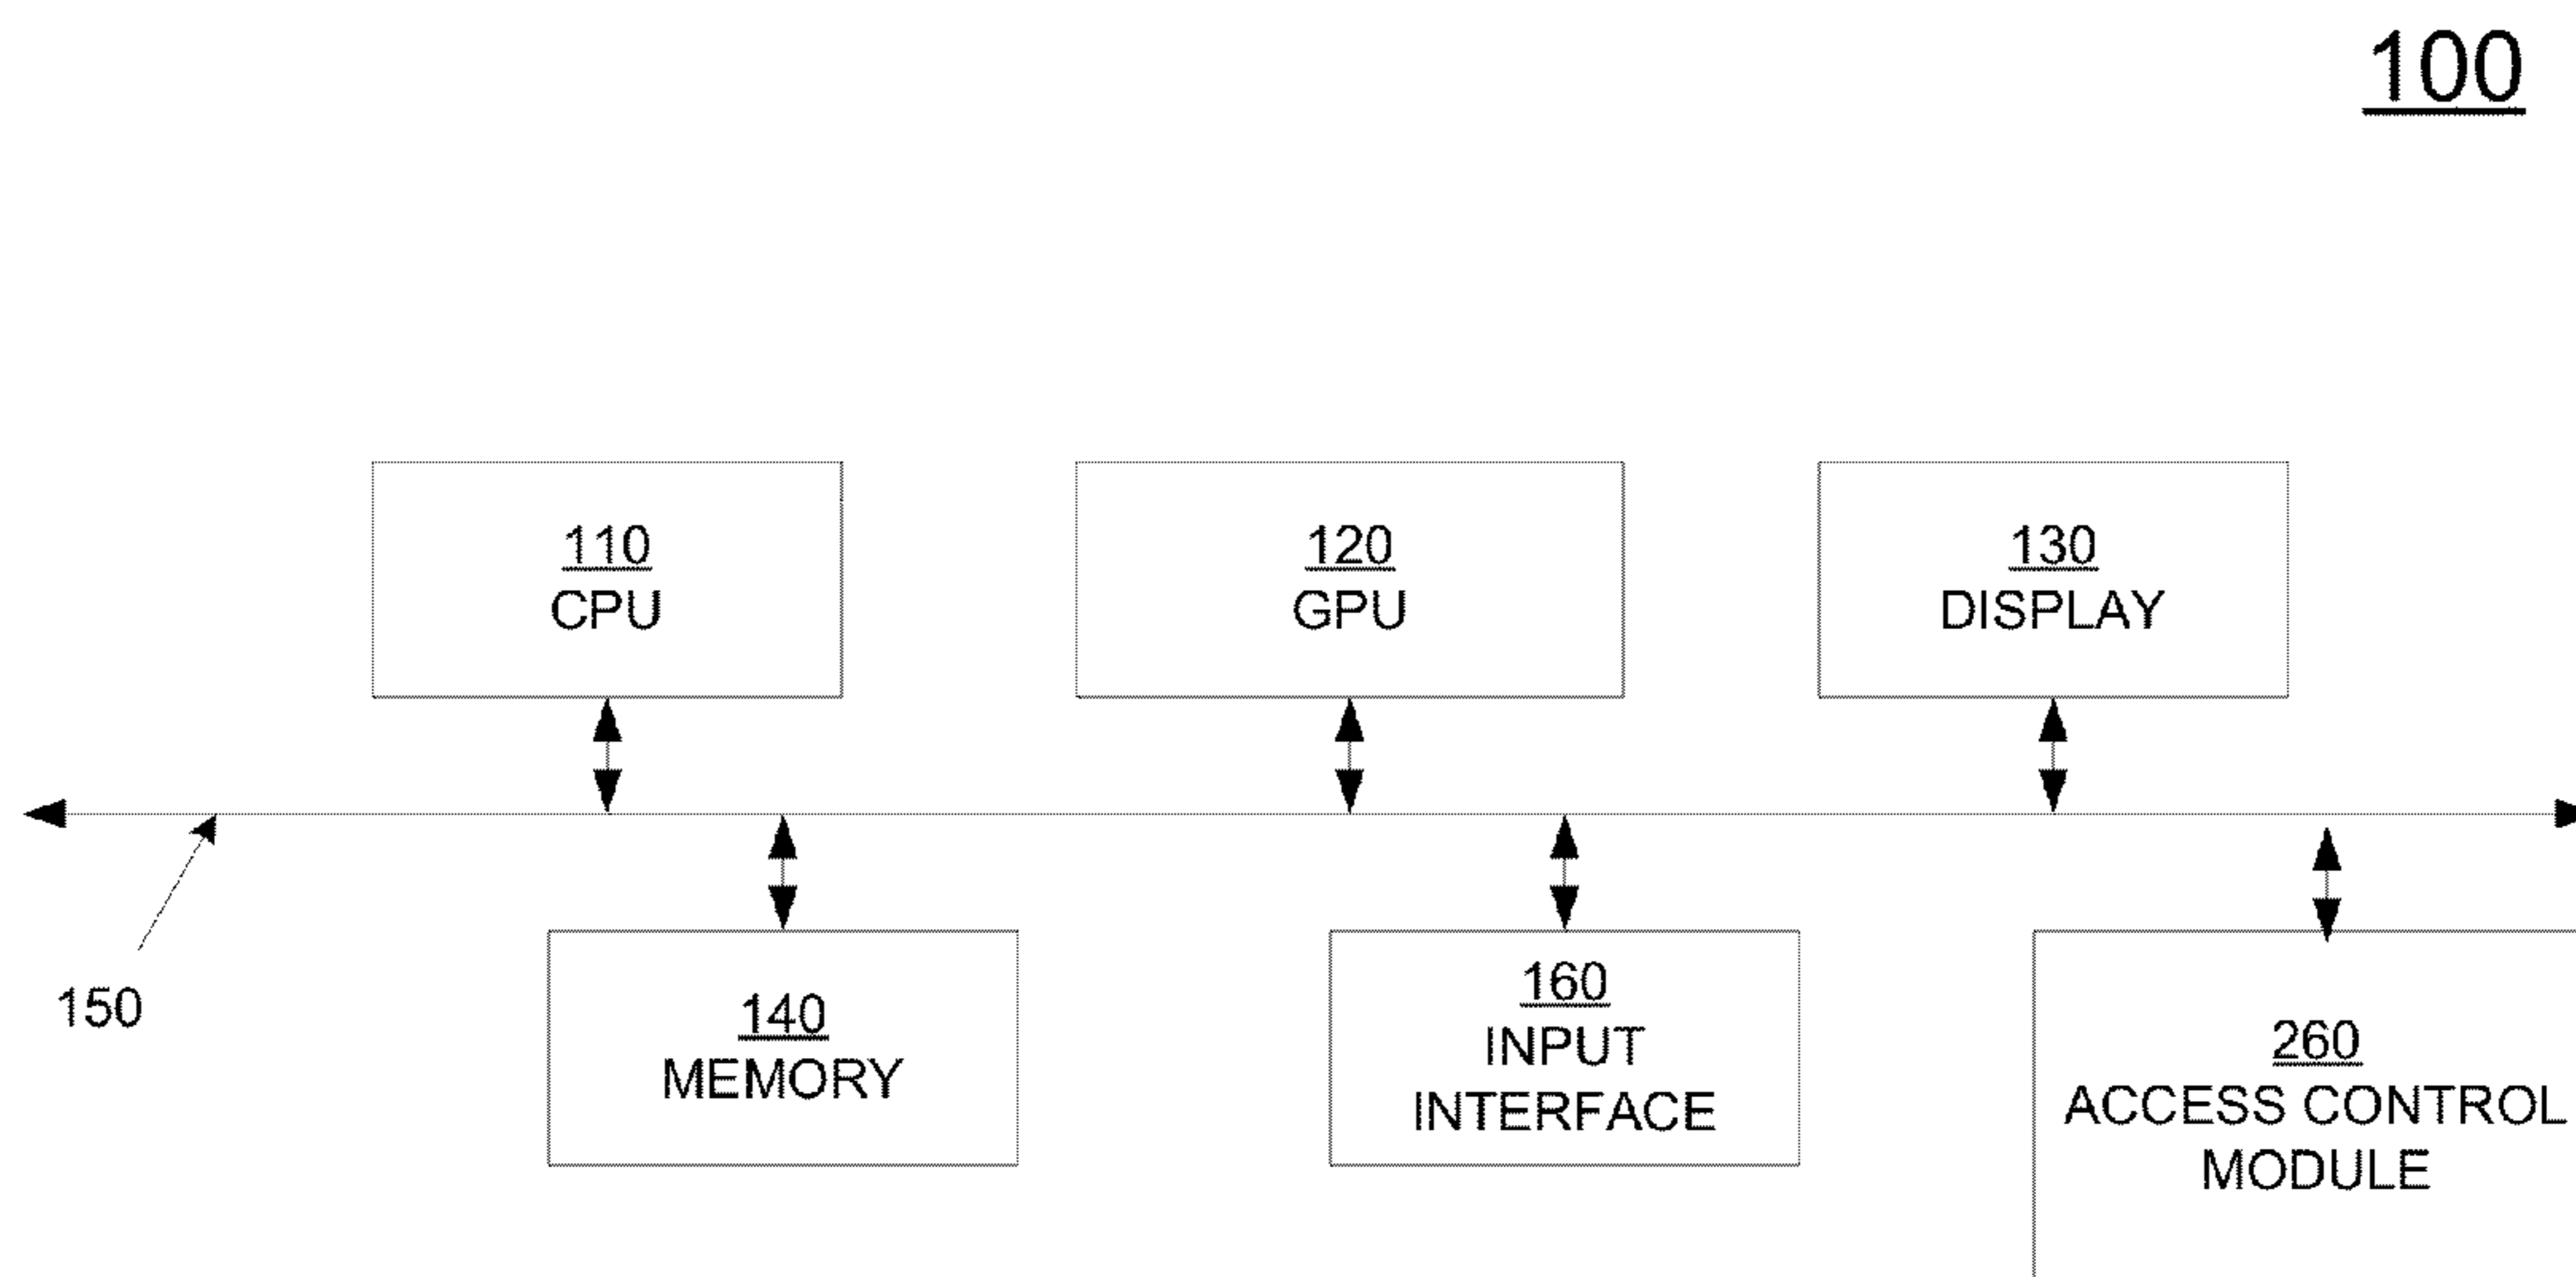 100
110
CPU
120
GPU
130
DISPLAY
150
140
MEMORY
160
INPUT
INTERFACE
260
ACCESS CONTROL
MODULE